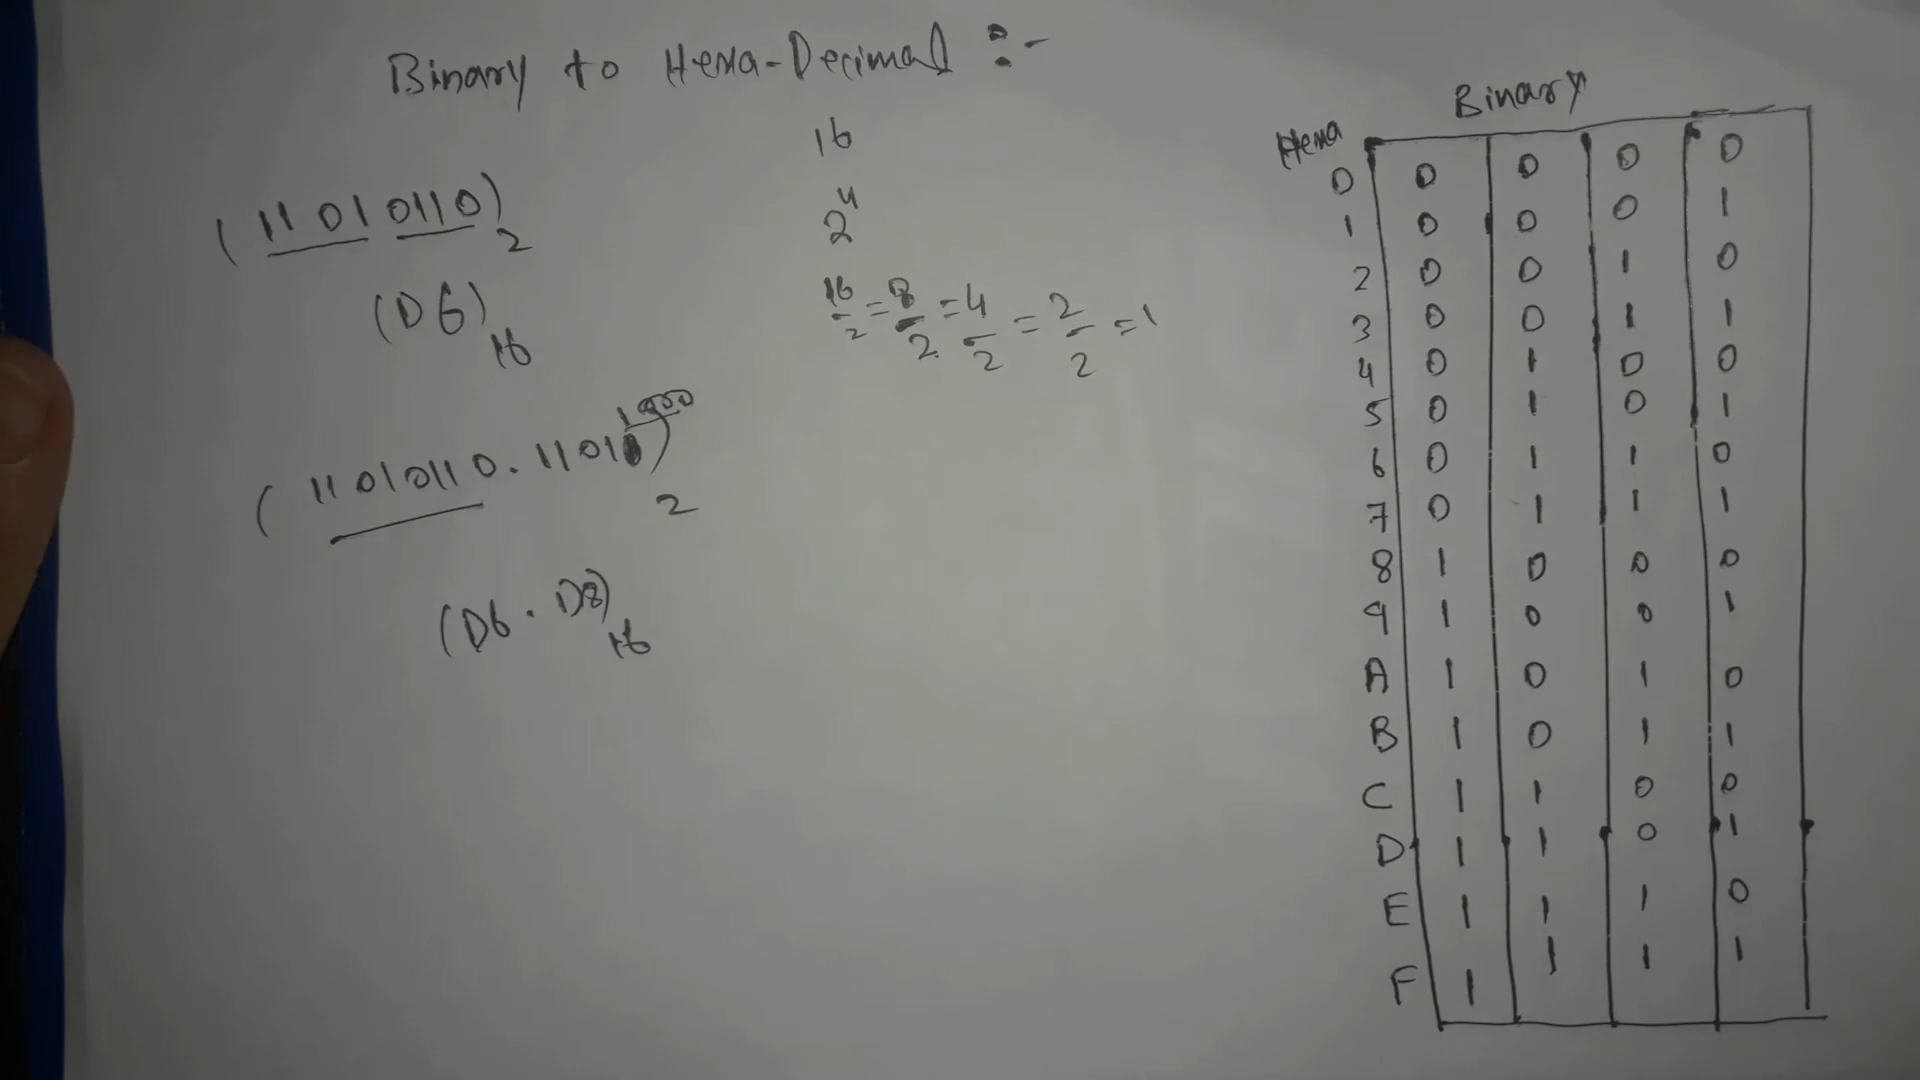 Binary to Hexa-Decimal :-
16
2⁴
16/2 = 8/2 = 4/2 = 2/2 = 1
(11010110)₂
(D6)₁₆
(11010110.11011000)₂
(D6.D8)₁₆
Hexa Binary
0 0 0 0 0
1 0 0 0 1
2 0 0 1 0
3 0 0 1 1
4 0 1 0 0
5 0 1 0 1
6 0 1 1 0
7 0 1 1 1
8 1 0 0 0
9 1 0 0 1
A 1 0 1 0
B 1 0 1 1
C 1 1 0 0
D 1 1 0 1
E 1 1 1 0
F 1 1 1 1